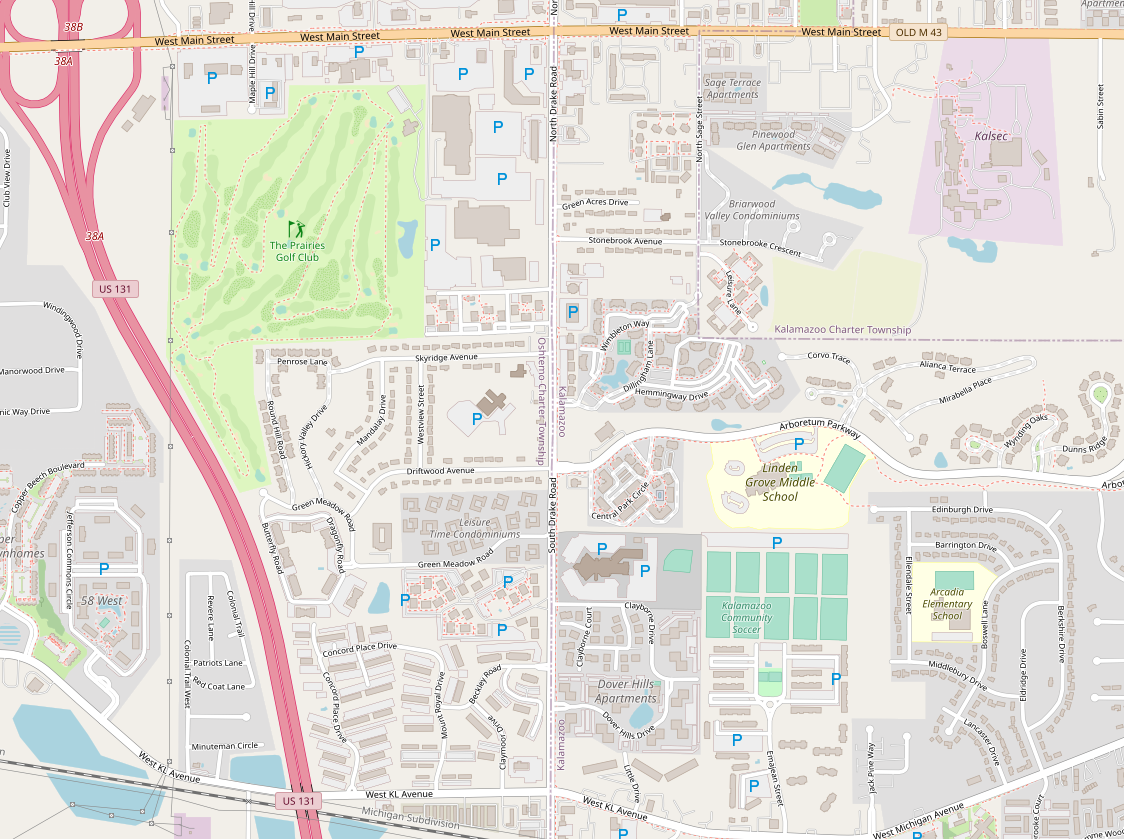 38B
38A
West Main Street
West Main Street
West Main Street
West Main Street
West Main Street
OLD M 43
Maple Hill Drive
North Drake Road
North Sage Street
Sabin Street
Sage Terrace
Apartments
Pinewood
Glen Apartments
Kalsec
Club View Drive
38A
US 131
The Prairies
Golf Club
Green Acres Drive
Briarwood
Valley Condominiums
Stonebrook Avenue
Stonebrooke Crescent
Leisure Lane
Kalamazoo Charter Township
Windingwood Drive
Manorwood Drive
nic Way Drive
Wimbleton Way
Dillingham Lane
Hemmingway Drive
Corvo Trace
Alianca Terrace
Mirabella Place
Wynding Oaks
Dunns Ridge
Arboretum Parkway
Penrose Lane
Skyridge Avenue
Round Hill Road
Hickory Valley Drive
Mandalay Drive
Westview Street
Driftwood Avenue
Oshtemo Charter Township
Kalamazoo
Copper Beech Boulevard
Jefferson Commons Circle
58 West
Green Meadow Road
Butterfly Road
Dragonfly Road
Leisure
Time Condominiums
Green Meadow Road
South Drake Road
Central Park Circle
Linden
Grove Middle
School
Edinburgh Drive
Barrington Drive
Ellendale Street
Arcadia
Elementary
School
Boswell Lane
Berkshire Drive
Eldridge Drive
Middlebury Drive
Lancaster Drive
Kalamazoo
Community
Soccer
Clayborne Court
Clayborne Drive
Dover Hills
Apartments
Dover Hills Drive
Kalamazoo
Revere Lane
Colonial Trail
Colonial Trail West
Patriots Lane
Red Coat Lane
Minuteman Circle
Concord Place Drive
Concord Place Drive
Mount Royal Drive
Beckley Road
Claymoor Drive
West KL Avenue
US 131
West KL Avenue
Michigan Subdivision
West KL Avenue
Little Drive
Emajean Street
Jack Pine Way
West Michigan Avenue